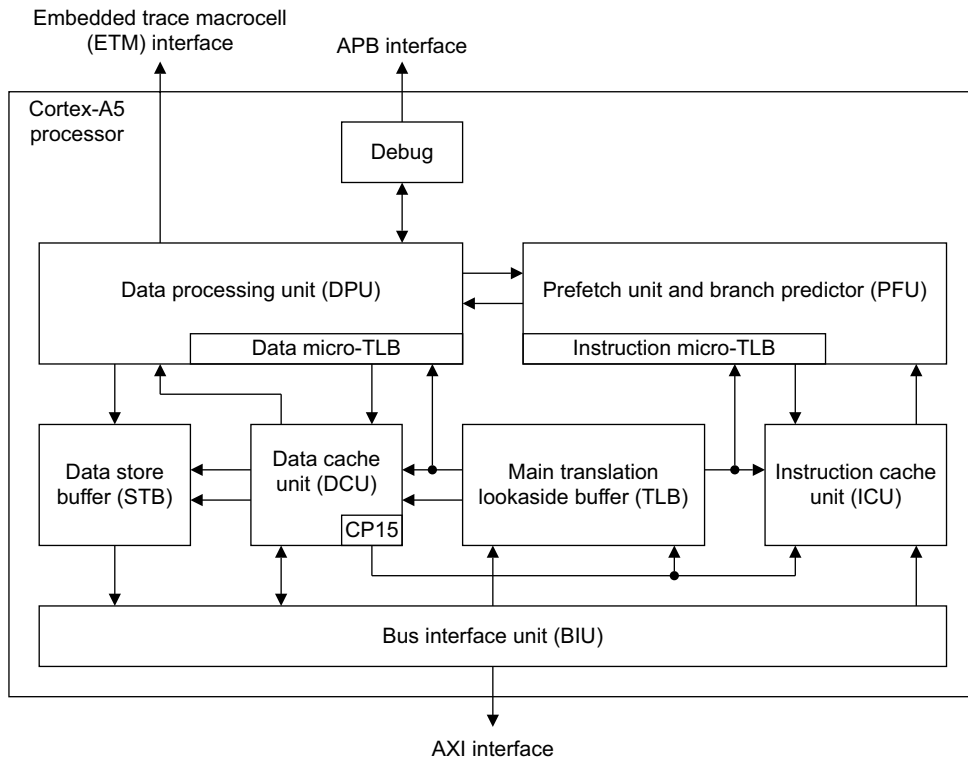 Embedded trace macrocell
(ETM) interface
APB interface
Cortex-A5
processor
Debug
Data processing unit (DPU)
Prefetch unit and branch predictor (PFU)
Data micro-TLB
Instruction micro-TLB
Data store
buffer (STB)
Data cache
unit (DCU)
CP15
Main translation
lookaside buffer (TLB)
Instruction cache
unit (ICU)
Bus interface unit (BIU)
AXI interface